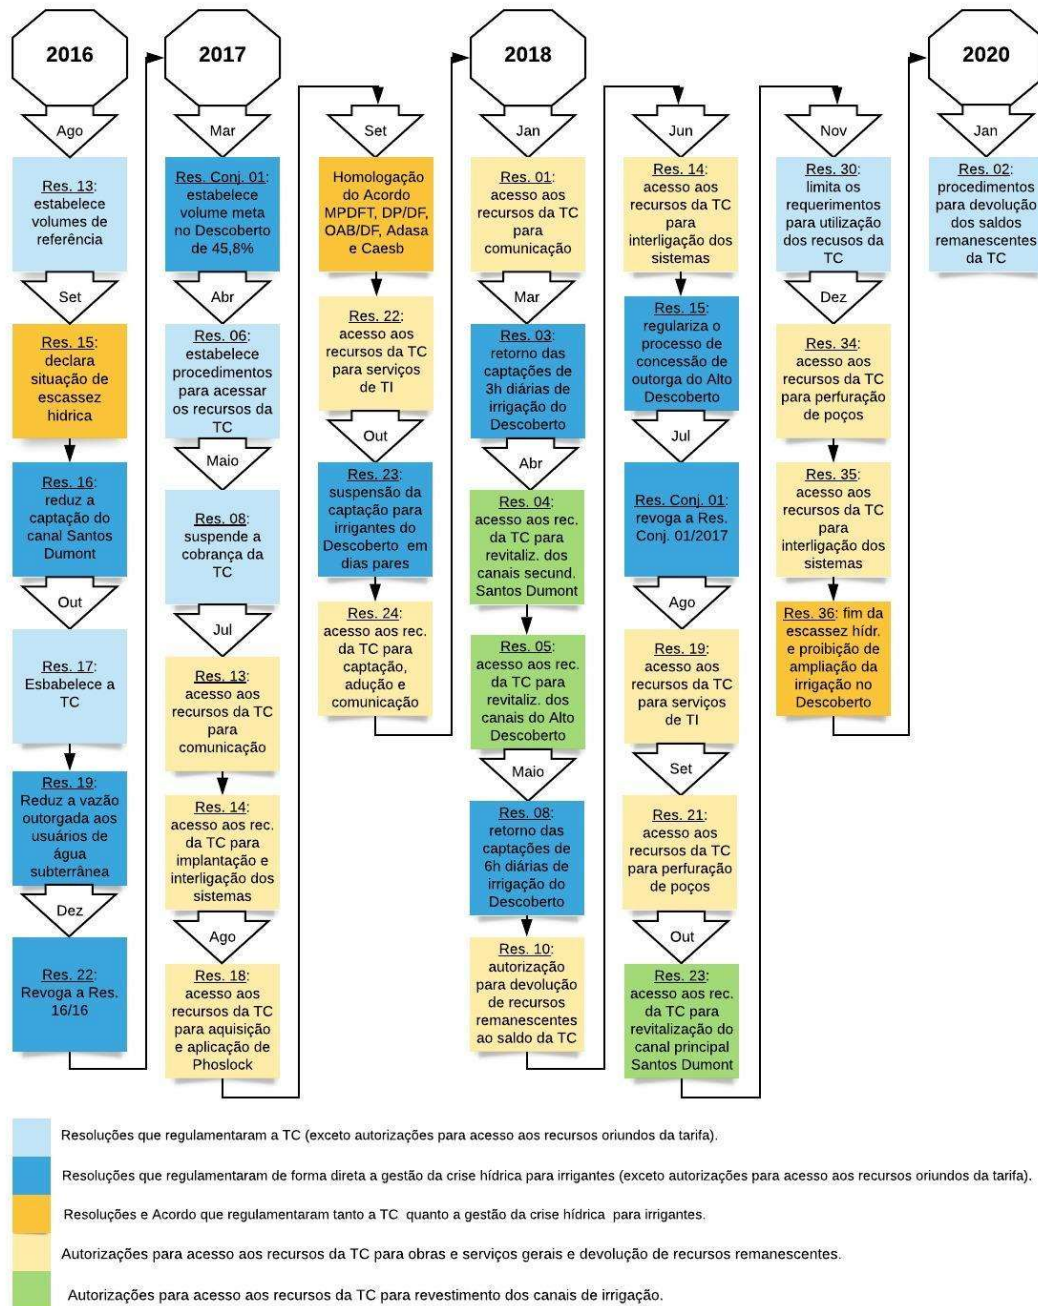 2016
Ago
Res. 13:
estabelece
volumes de
referência
Set
Res. 15:
declara
situação de
escassez
hídrica
Res. 16:
reduz a
captação do
canal Santos
Dumont
Out
Res. 17:
Esbabelece a
TC
Res. 19:
Reduz a vazão
outorgada aos
usuários de
água
subterrânea
Dez
Res. 22:
Revoga a Res.
16/16
2017
Mar
Res. Conj. 01:
estabelece
volume meta
no Descoberto
de 45,8%
Abr
Res. 06:
estabelece
procedimentos
para acessar
os recursos da
TC
Maio
Res. 08:
suspende a
cobrança da
TC
Jul
Res. 13:
acesso aos
recursos da TC
para
comunicação
Res. 14:
acesso aos rec.
da TC para
implantação e
interligação dos
sistemas
Ago
Res. 18:
acesso aos
recursos da TC
para aquisição
e aplicação de
Phoslock
Set
Homologação
do Acordo
MPDFT, DP/DF,
OAB/DF, Adasa
e Caesb
Res. 22:
acesso aos
recursos da TC
para serviços
de TI
Out
Res. 23:
suspensão da
captação para
irrigantes do
Descoberto em
dias pares
Res. 24:
acesso aos rec.
da TC para
captação,
adução e
comunicação
2018
Jan
Res. 01:
acesso aos
recursos da TC
para
comunicação
Mar
Res. 03:
retorno das
captações de
3h diárias de
irrigação do
Descoberto
Abr
Res. 04:
acesso aos rec.
da TC para
revitaliz. dos
canais secund.
Santos Dumont
Res. 05:
acesso aos rec.
da TC para
revitaliz. dos
canais do Alto
Descoberto
Maio
Res. 08:
retorno das
captações de
6h diárias de
irrigação do
Descoberto
Res. 10:
autorização
para devolução
de recursos
remanescentes
ao saldo da TC
Jun
Res. 14:
acesso aos
recursos da TC
para
interligação dos
sistemas
Res. 15:
regulariza o
processo de
concessão de
outorga do Alto
Descoberto
Jul
Res. Conj. 01:
revoga a Res.
Conj. 01/2017
Ago
Res. 19:
acesso aos
recursos da TC
para serviços
de TI
Set
Res. 21:
acesso aos
recursos da TC
para perfuração
de poços
Out
Res. 23:
acesso aos rec.
da TC para
revitalização do
canal principal
Santos Dumont
Nov
Res. 30:
limita os
requerimentos
para utilização
dos recusos da
TC
Dez
Res. 34:
acesso aos
recursos da TC
para perfuração
de poços
Res. 35:
acesso aos
recursos da TC
para
interligação dos
sistemas
Res. 36: fim da
escassez hídr.
e proibição de
ampliação da
irrigação no
Descoberto
2020
Jan
Res. 02:
procedimentos
para devolução
dos saldos
remanescentes
da TC
Resoluções que regulamentaram a TC (exceto autorizações para acesso aos recursos oriundos da tarifa).
Resoluções que regulamentaram de forma direta a gestão da crise hídrica para irrigantes (exceto autorizações para acesso aos recursos oriundos da tarifa).
Resoluções e Acordo que regulamentaram tanto a TC quanto a gestão da crise hídrica para irrigantes.
Autorizações para acesso aos recursos da TC para obras e serviços gerais e devolução de recursos remanescentes.
Autorizações para acesso aos recursos da TC para revestimento dos canais de irrigação.